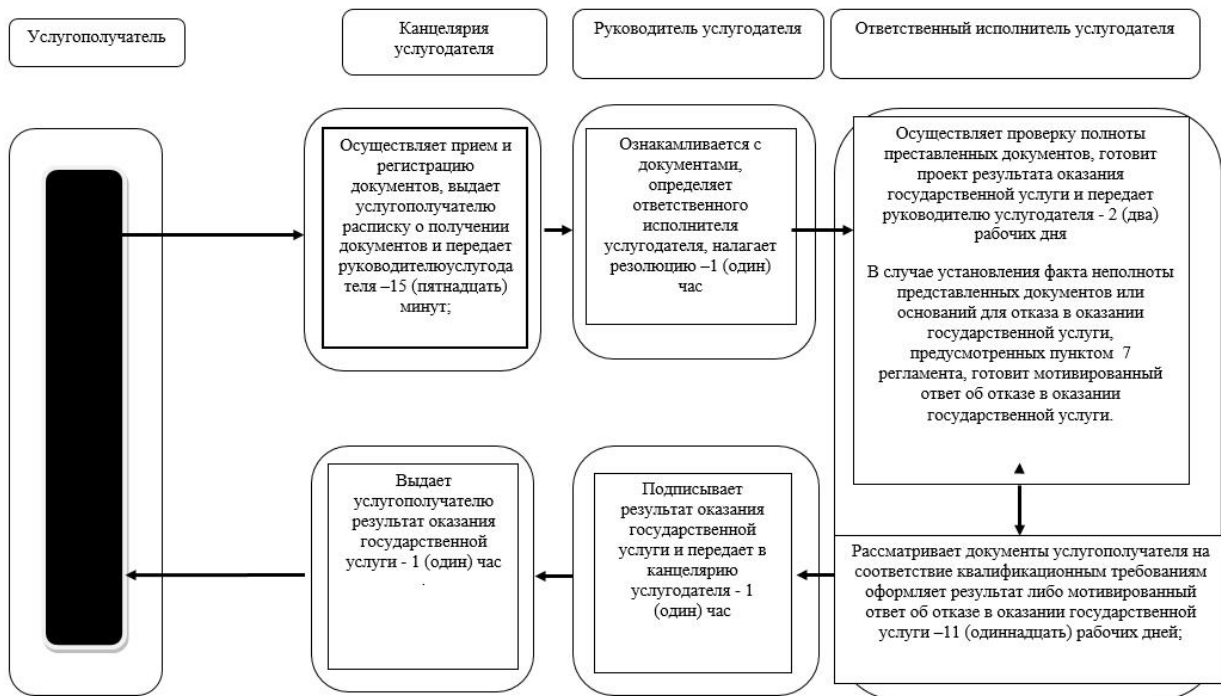 Услугополучатель
Канцелярия
услугодателя
Руководитель услугодателя
Ответственный исполнитель услугодателя
Осуществляет прием и
регистрацию
документов, выдает
услугополучателю
расписку о получении
документов и передает
руководителюуслугода
теля –15 (пятнадцать)
минут;
Ознакамливается с
документами,
определяет
ответственного
исполнителя
услугодателя, налагает
резолюцию –1 (один)
час
Осуществляет проверку полноты
преставленных документов, готовит
проект результата оказания
государственной услуги и передает
руководителю услугодателя - 2 (два)
рабочих дня
В случае установления факта неполноты
представленных документов или
оснований для отказа в оказании
государственной услуги,
предусмотренных пунктом 7
регламента, готовит мотивированный
ответ об отказе в оказании
государственной услуги.
Выдает
услугополучателю
результат оказания
государственной
услуги - 1 (один) час
.
Подписывает
результат оказания
государственной
услуги и передает в
канцелярию
услугодателя - 1
(один) час
Рассматривает документы услугополучателя на
соответствие квалификационным требованиям
оформляет результат либо мотивированный
ответ об отказе в оказании государственной
услуги –11 (одиннадцать) рабочих дней;